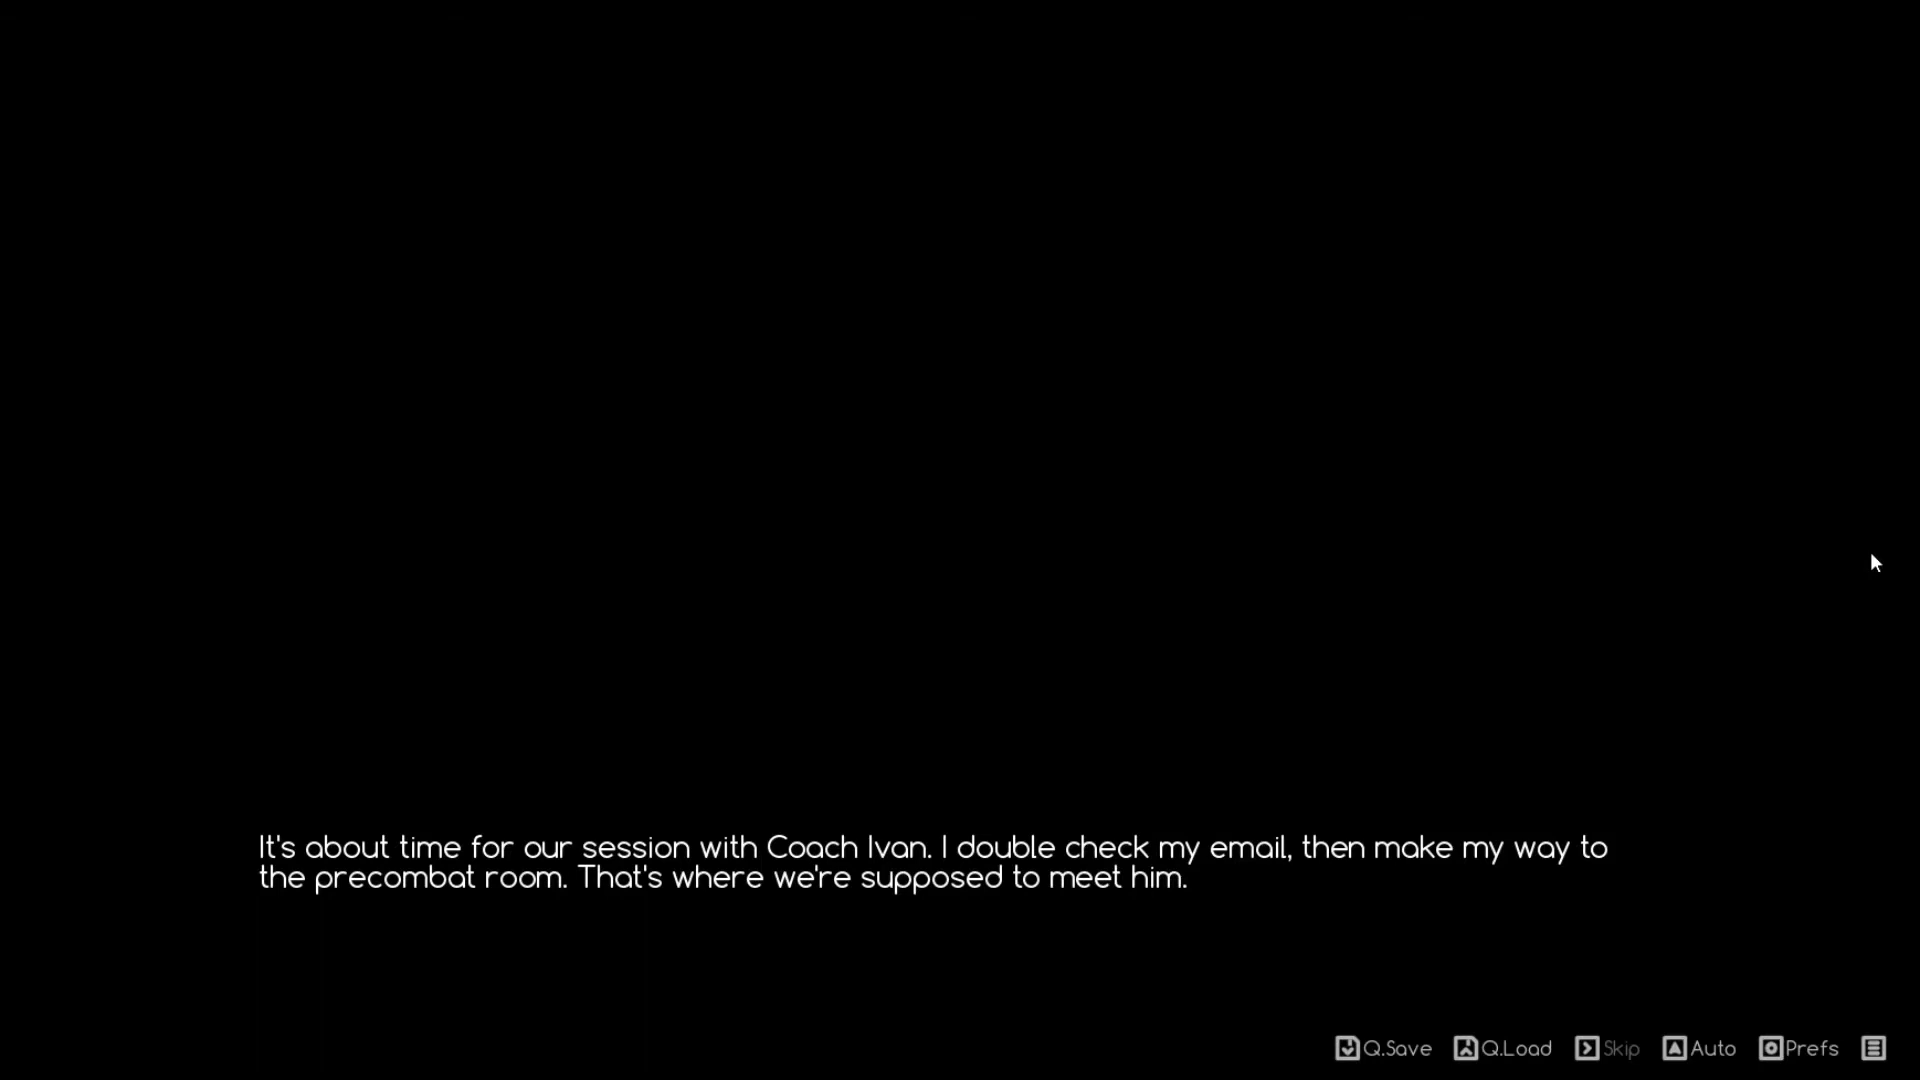 It's about time for our session with Coach Ivan. I double check my email, then make my way to
the precombat room. That's where we're supposed to meet him.
Q.Save Q.Load Skip Auto Prefs